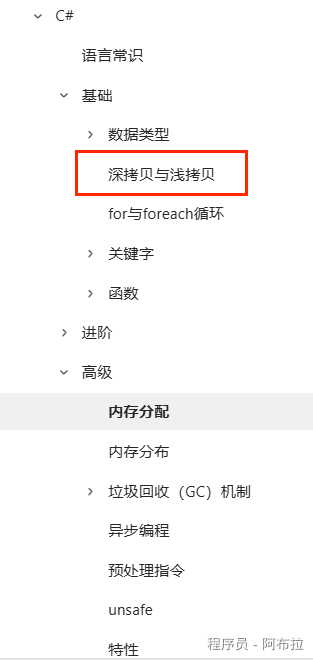 C#
语言常识
基础
数据类型
深拷贝与浅拷贝
for与foreach循环
关键字
函数
进阶
高级
内存分配
内存分布
垃圾回收（GC）机制
异步编程
预处理指令
unsafe
特性
程序员 - 阿布拉